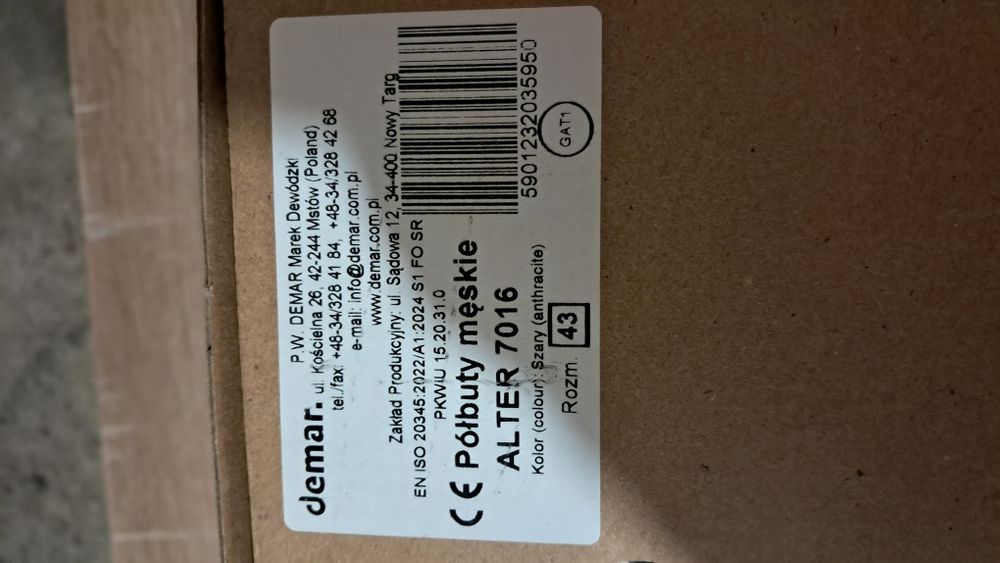 demar.
P.W. DEMAR Marek Dewódzki
ul. Kościelna 26, 42-244 Mstów (Poland)
tel./fax: +48-34/328 41 84, +48-34/328 42 68
e-mail: info@demar.com.pl
www.demar.com.pl
Zakład Produkcyjny: ul. Sądowa 12, 34-400 Nowy Targ
EN ISO 20345:2022/A1:2024 S1 FO SR
PKWiU 15.20.31.0
CE Półbuty męskie
ALTER 7016
Kolor (colour): Szary (anthracite)
Rozm. 43
5901232035950
GAT1